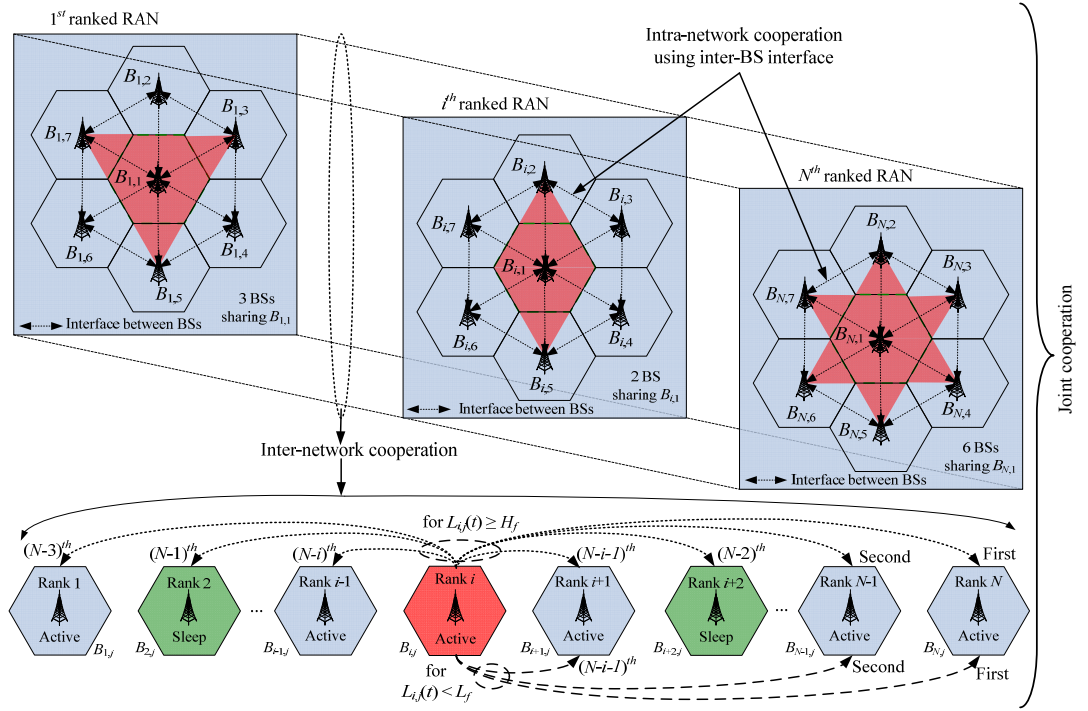 1st ranked RAN
B1,2
B1,3
B1,7
B1,1
B1,6
B1,4
B1,5
3 BSs
sharing B1,1
Interface between BSs
Intra-network cooperation
using inter-BS interface
ith ranked RAN
Bi,2
Bi,3
Bi,7
Bi,1
Bi,6
Bi,4
Bi,5
2 BS
sharing Bi,1
Interface between BSs
Nth ranked RAN
BN,2
BN,3
BN,7
BN,1
BN,6
BN,4
BN,5
6 BSs
sharing BN,1
Interface between BSs
Joint cooperation
Inter-network cooperation
for Li,j(t) ≥ Hf
(N-3)th
(N-1)th
(N-i)th
(N-i-1)th
(N-2)th
Second
First
Rank 1
Active
B1,j
Rank 2
Sleep
B2,j
...
Rank i-1
Active
Bi-1,j
Rank i
Active
Bi,j
Rank i+1
Active
Bi+1,j
Rank i+2
Sleep
Bi+2,j
...
Rank N-1
Active
BN-1,j
Rank N
Active
BN,j
for
Li,j(t) < Lf
(N-i-1)th
Second
First